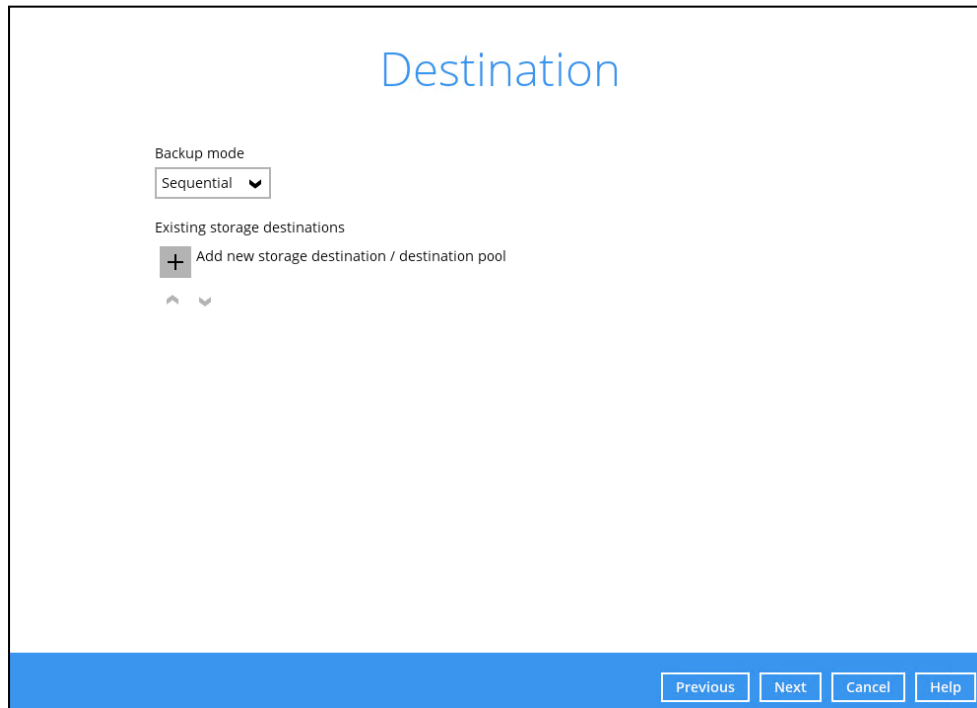 Destination
Backup mode
Sequential
Existing storage destinations
Add new storage destination / destination pool
Previous Next Cancel Help